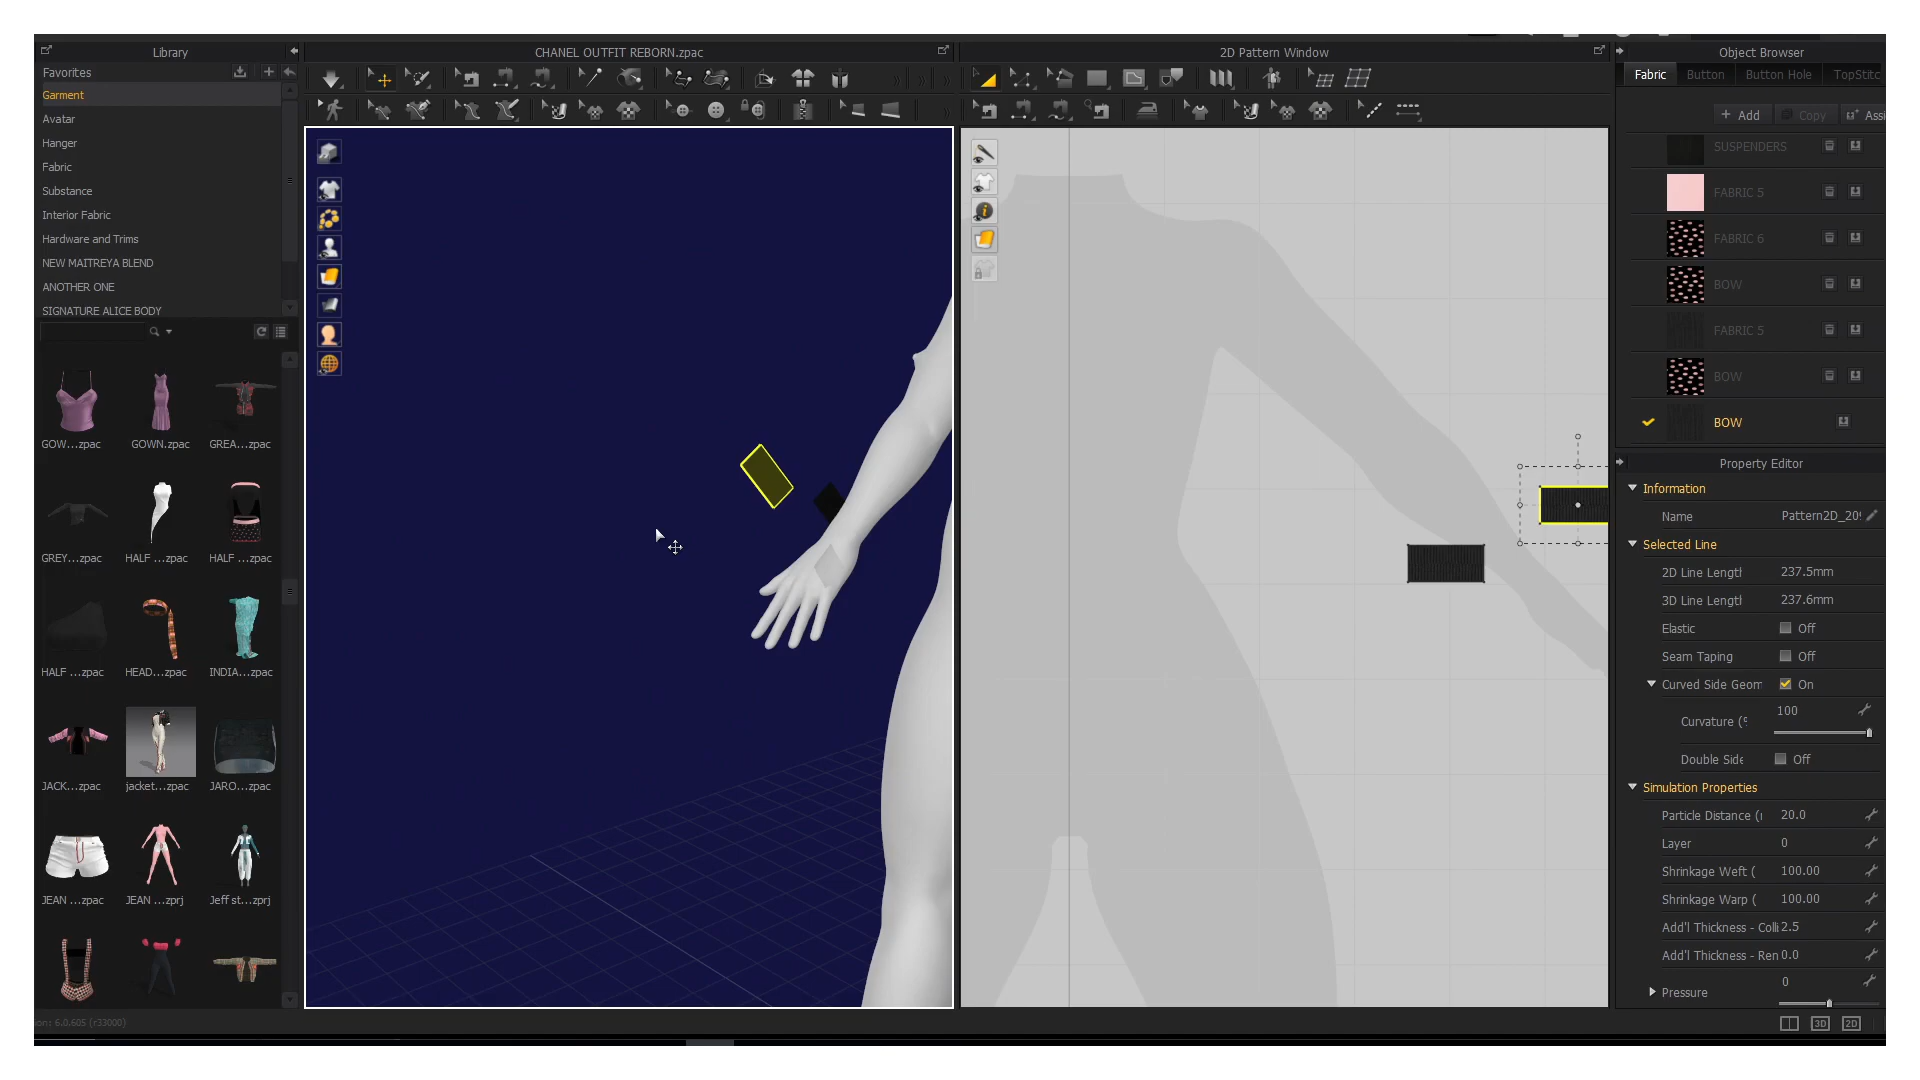 Library
CHANEL OUTFIT REBORN.zpac
2D Pattern Window
Object Browser
Favorites
Garment
Avatar
Hanger
Fabric
Substance
Interior Fabric
Hardware and Trims
NEW MAITREYA BLEND
ANOTHER ONE
SIGNATURE ALICE BODY
GOW...zpac
GOWN.zpac
GREA...zpac
GREY...zpac
HALF ...zpac
HALF ...zpac
HALF ...zpac
HEAD...zpac
INDIA...zpac
JACK...zpac
jacket...zpac
JARO...zpac
JEAN ...zpac
JEAN ...zprj
Jeff st...zprj
on: 6.0.605 (r33000)
Fabric
Button
Button Hole
TopStitc
+ Add
Copy
Assi
SUSPENDERS
FABRIC 5
FABRIC 6
BOW
FABRIC 5
BOW
BOW
Property Editor
Information
Name
Pattern2D_209
Selected Line
2D Line Length
237.5mm
3D Line Length
237.6mm
Elastic
Off
Seam Taping
Off
Curved Side Geom
On
Curvature (%
100
Double Side
Off
Simulation Properties
Particle Distance (
20.0
Layer
0
Shrinkage Weft (
100.00
Shrinkage Warp (
100.00
Add'l Thickness - Colli
2.5
Add'l Thickness - Ren
0.0
Pressure
0
3D
2D